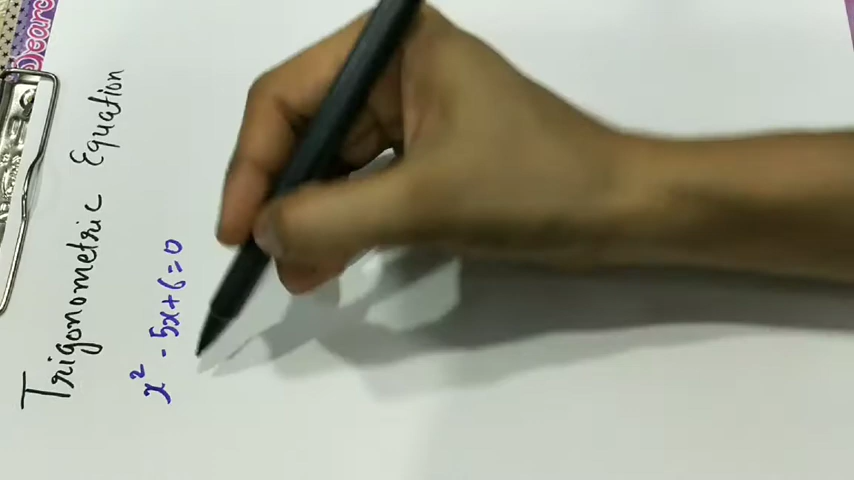 Trigonometric Equation
x² - 5x + 6 = 0